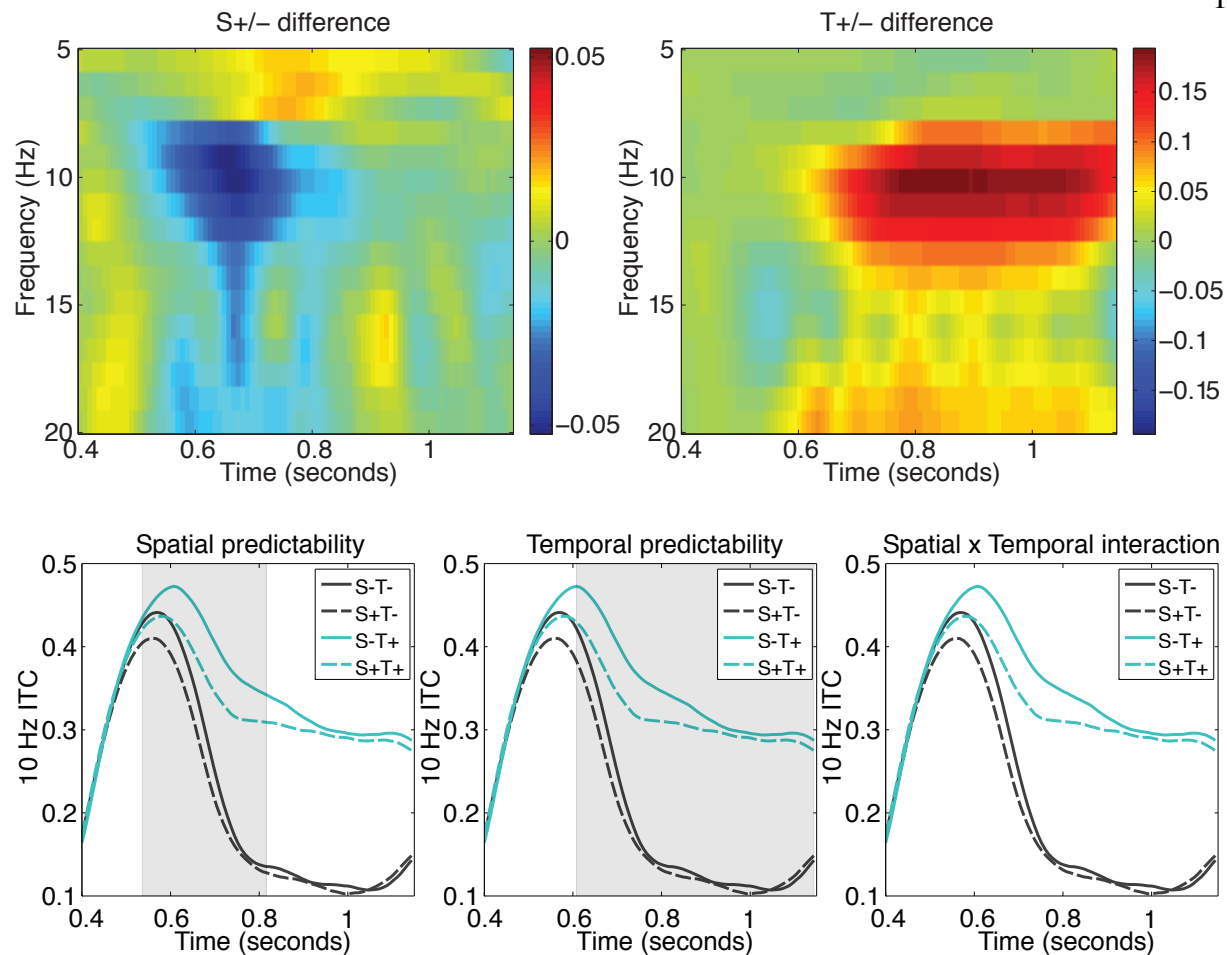 1
S+/- difference
T+/- difference
5
10
15
20
Frequency (Hz)
0.4
0.6
0.8
1
Time (seconds)
0.05
0
−0.05
5
10
15
20
Frequency (Hz)
0.4
0.6
0.8
1
Time (seconds)
0.15
0.1
0.05
0
−0.05
−0.1
−0.15
Spatial predictability
0.5
0.4
0.3
0.2
0.1
10 Hz ITC
S-T-
S+T-
S-T+
S+T+
0.4
0.6
0.8
1
Time (seconds)
Temporal predictability
0.5
0.4
0.3
0.2
0.1
10 Hz ITC
S-T-
S+T-
S-T+
S+T+
0.4
0.6
0.8
1
Time (seconds)
Spatial x Temporal interaction
0.5
0.4
0.3
0.2
0.1
10 Hz ITC
S-T-
S+T-
S-T+
S+T+
0.4
0.6
0.8
1
Time (seconds)